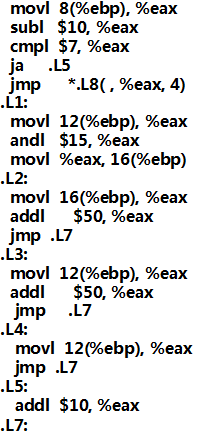 movl 8(%ebp), %eax
subl $10, %eax
cmpl $7, %eax
ja .L5
jmp *.L8( , %eax, 4)
.L1:
movl 12(%ebp), %eax
andl $15, %eax
movl %eax, 16(%ebp)
.L2:
movl 16(%ebp), %eax
addl $50, %eax
jmp .L7
.L3:
movl 12(%ebp), %eax
addl $50, %eax
jmp .L7
.L4:
movl 12(%ebp), %eax
jmp .L7
.L5:
addl $10, %eax
.L7: